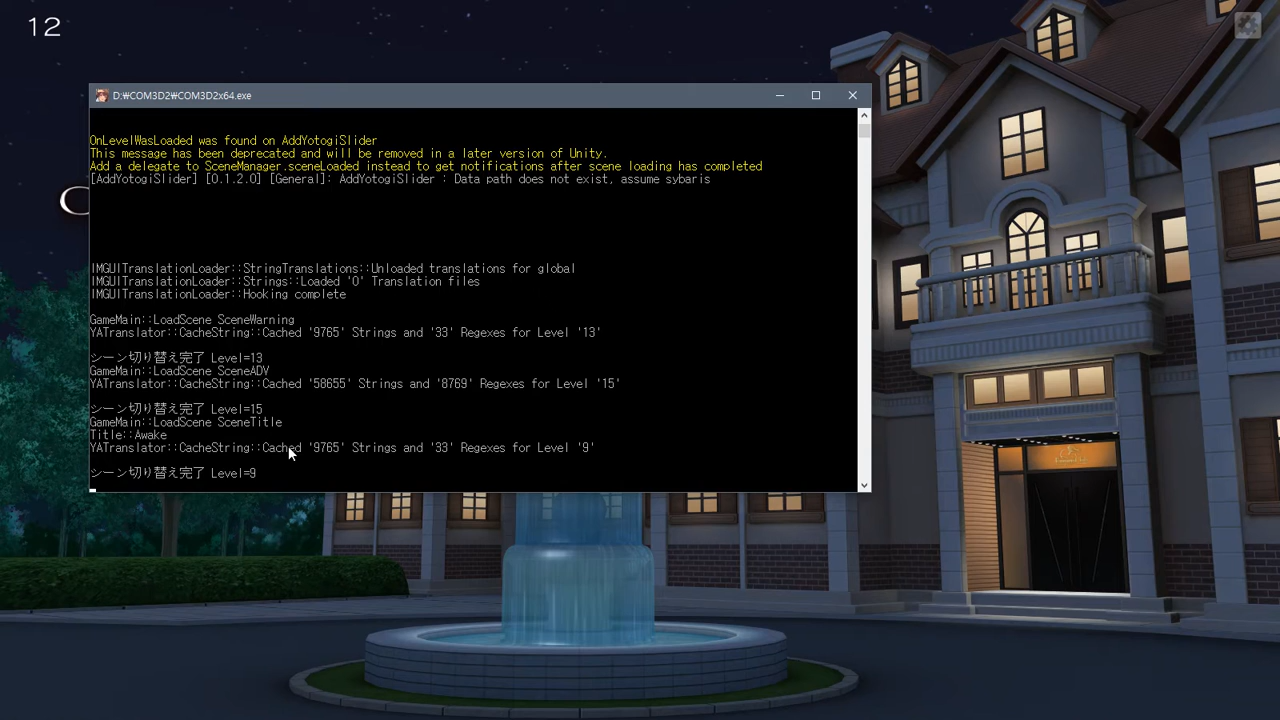 12
D:₩COM3D2₩COM3D2x64.exe
OnLevelWasLoaded was found on AddYotogiSlider
This message has been deprecated and will be removed in a later version of Unity.
Add a delegate to SceneManager.sceneLoaded instead to get notifications after scene loading has completed
[AddYotogiSlider] [0.1.2.0] [General]: AddYotogiSlider : Data path does not exist, assume sybaris
IMGUITranslationLoader::StringTranslations::Unloaded translations for global
IMGUITranslationLoader::Strings::Loaded '0' Translation files
IMGUITranslationLoader::Hooking complete
GameMain::LoadScene SceneWarning
YATranslator::CacheString::Cached '9765' Strings and '33' Regexes for Level '13'
シーン切り替え完了 Level=13
GameMain::LoadScene SceneADV
YATranslator::CacheString::Cached '58655' Strings and '8769' Regexes for Level '15'
シーン切り替え完了 Level=15
GameMain::LoadScene SceneTitle
Title::Awake
YATranslator::CacheString::Cached '9765' Strings and '33' Regexes for Level '9'
シーン切り替え完了 Level=9